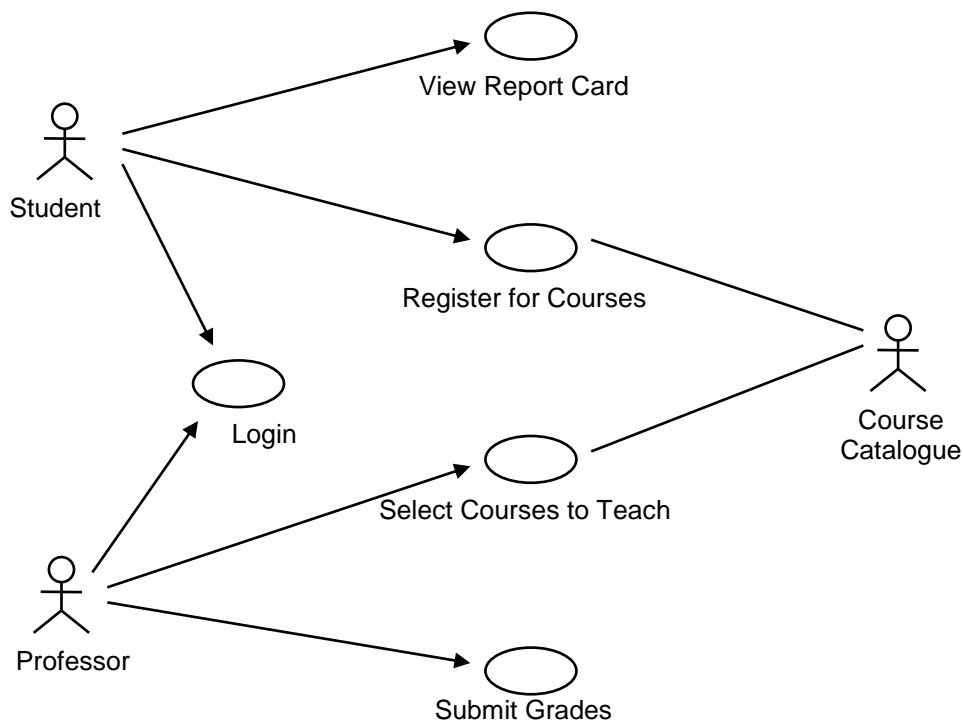 View Report Card
Student
Register for Courses
Login
Course
Catalogue
Select Courses to Teach
Professor
Submit Grades